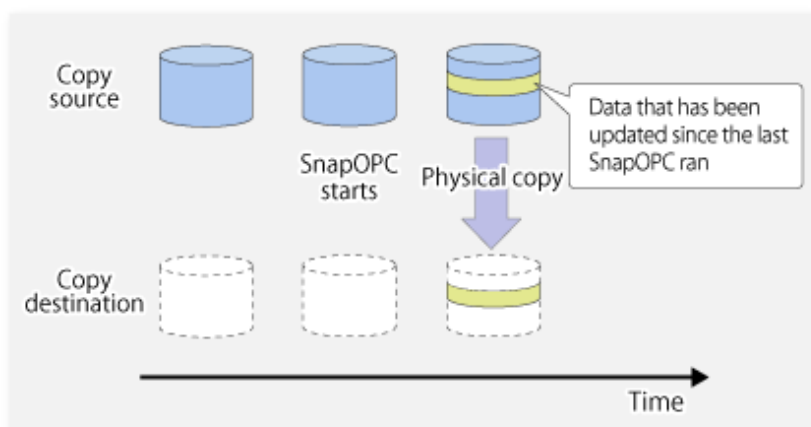 Copy
source
Data that has been
updated since the last
SnapOPC ran
SnapOPC
starts
Physical copy
Copy
destination
Time